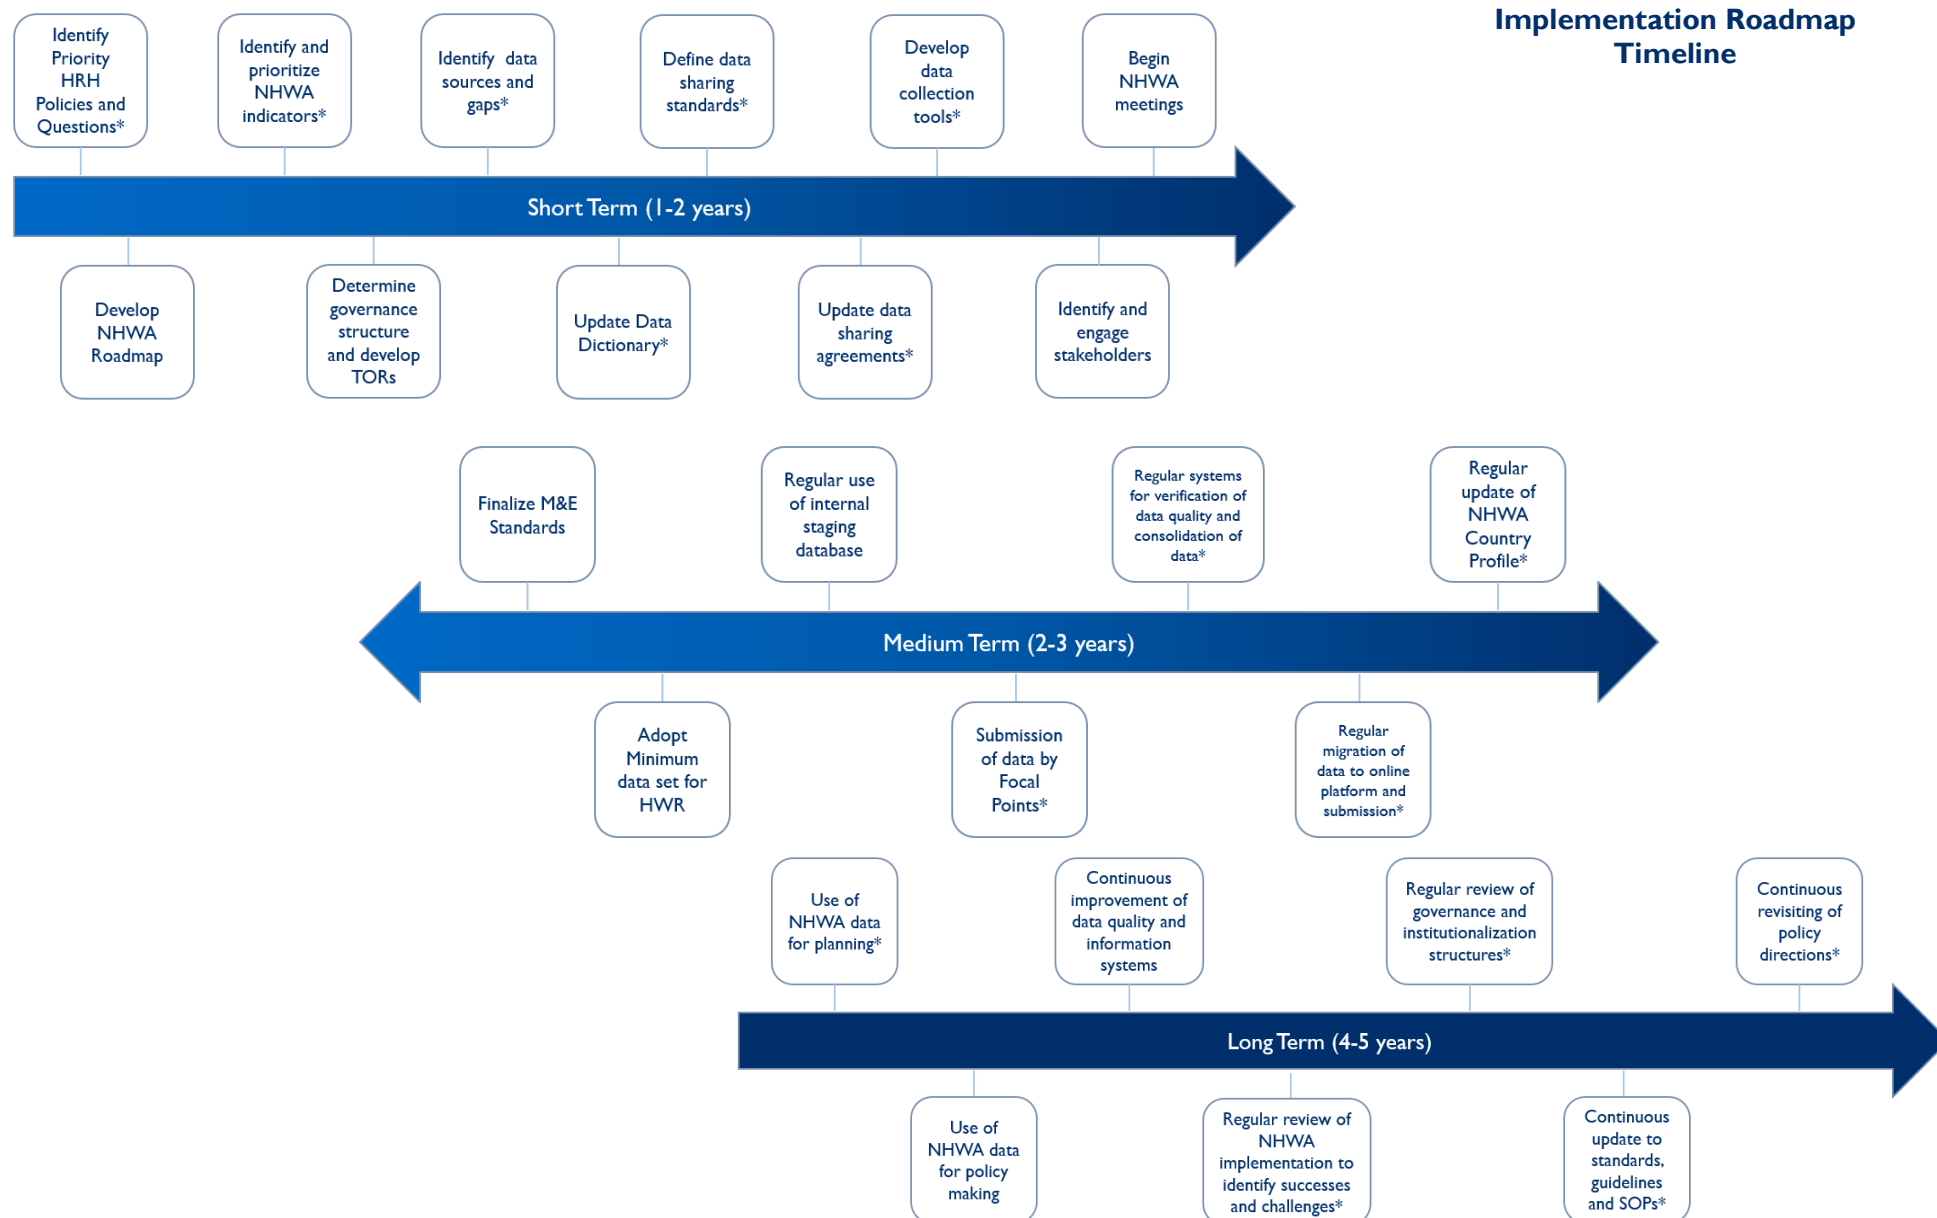 Implementation Roadmap
Timeline
Identify
Priority
HRH
Policies and
Questions*
Identify and
prioritize
NHWA
indicators*
Identify data
sources and
gaps*
Define data
sharing
standards*
Develop
data
collection
tools*
Begin
NHWA
meetings
Short Term (1-2 years)
Develop
NHWA
Roadmap
Determine
governance
structure
and develop
TORs
Update Data
Dictionary*
Update data
sharing
agreements*
Identify and
engage
stakeholders
Finalize M&E
Standards
Regular use
of internal
staging
database
Regular systems
for verification of
data quality and
consolidation of
data*
Regular
update of
NHWA
Country
Profile*
Medium Term (2-3 years)
Adopt
Minimum
data set for
HWR
Submission
of data by
Focal
Points*
Regular
migration of
data to online
platform and
submission*
Use of
NHWA data
for planning*
Continuous
improvement of
data quality and
information
systems
Regular review of
governance and
institutionalization
structures*
Continuous
revisiting of
policy
directions*
Long Term (4-5 years)
Use of
NHWA data
for policy
making
Regular review of
NHWA
implementation to
identify successes
and challenges*
Continuous
update to
standards,
guidelines
and SOPs*